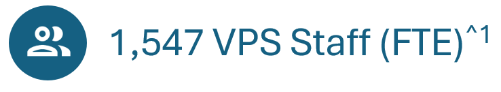 1,547 VPS Staff (FTE)^1